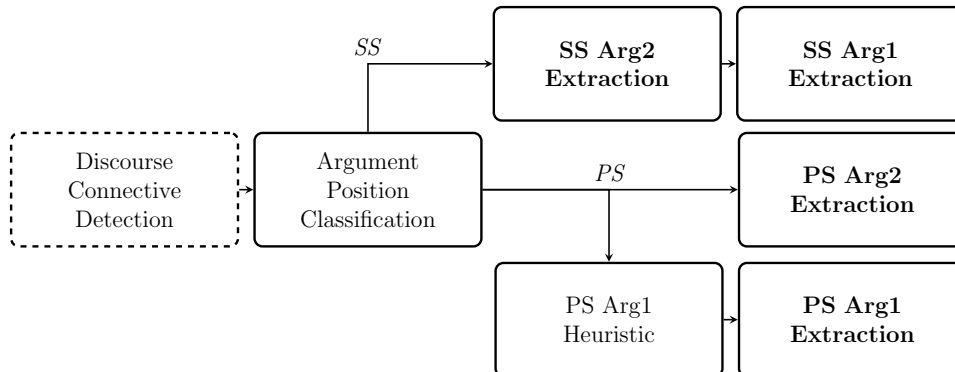 SS
SS Arg2
Extraction
SS Arg1
Extraction
Discourse
Connective
Detection
Argument
Position
Classification
PS
PS Arg2
Extraction
PS Arg1
Heuristic
PS Arg1
Extraction